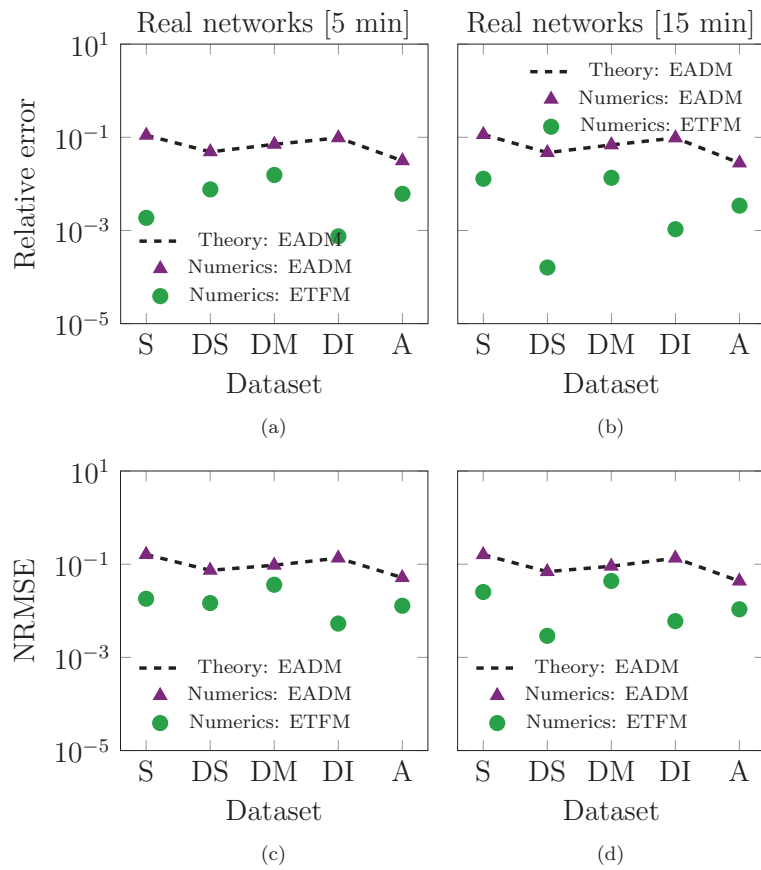 Real networks [5 min]
Real networks [15 min]
10^1
10^-1
10^-3
10^-5
Relative error
Theory: EADM
Numerics: EADM
Numerics: ETFM
S DS DM DI A
Dataset
(a)
Theory: EADM
Numerics: EADM
Numerics: ETFM
S DS DM DI A
Dataset
(b)
10^1
10^-1
10^-3
10^-5
NRMSE
Theory: EADM
Numerics: EADM
Numerics: ETFM
S DS DM DI A
Dataset
(c)
Theory: EADM
Numerics: EADM
Numerics: ETFM
S DS DM DI A
Dataset
(d)